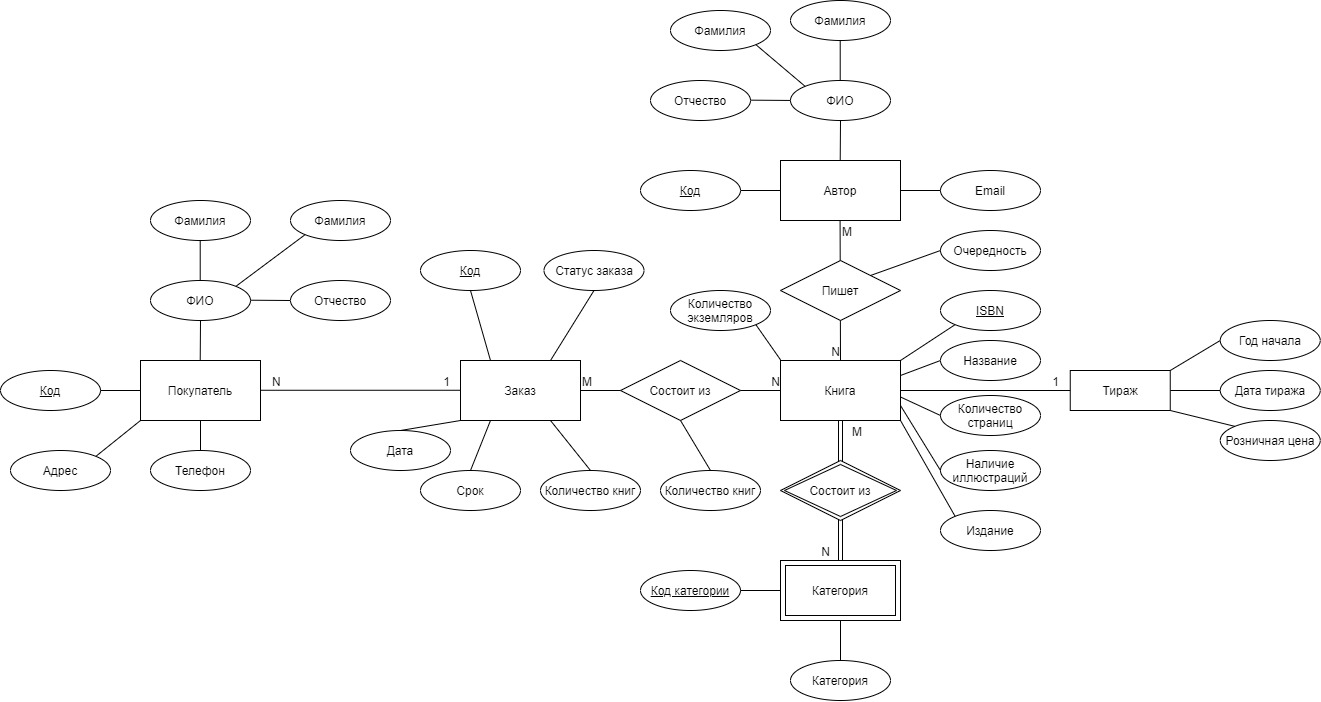 Фамилия
Фамилия
Отчество
ФИО
Код
Автор
Email
M
Очередность
Пишет
N
Фамилия
Фамилия
ФИО
Отчество
Код
Покупатель
Адрес
Телефон
N
1
Код
Статус заказа
Заказ
Дата
Срок
Количество книг
M
Состоит из
Количество книг
N
Количество
экземляров
Книга
ISBN
Название
Количество
страниц
Наличие
иллюстраций
Издание
1
Тираж
Год начала
Дата тиража
Розничная цена
M
Состоит из
N
Код категории
Категория
Категория